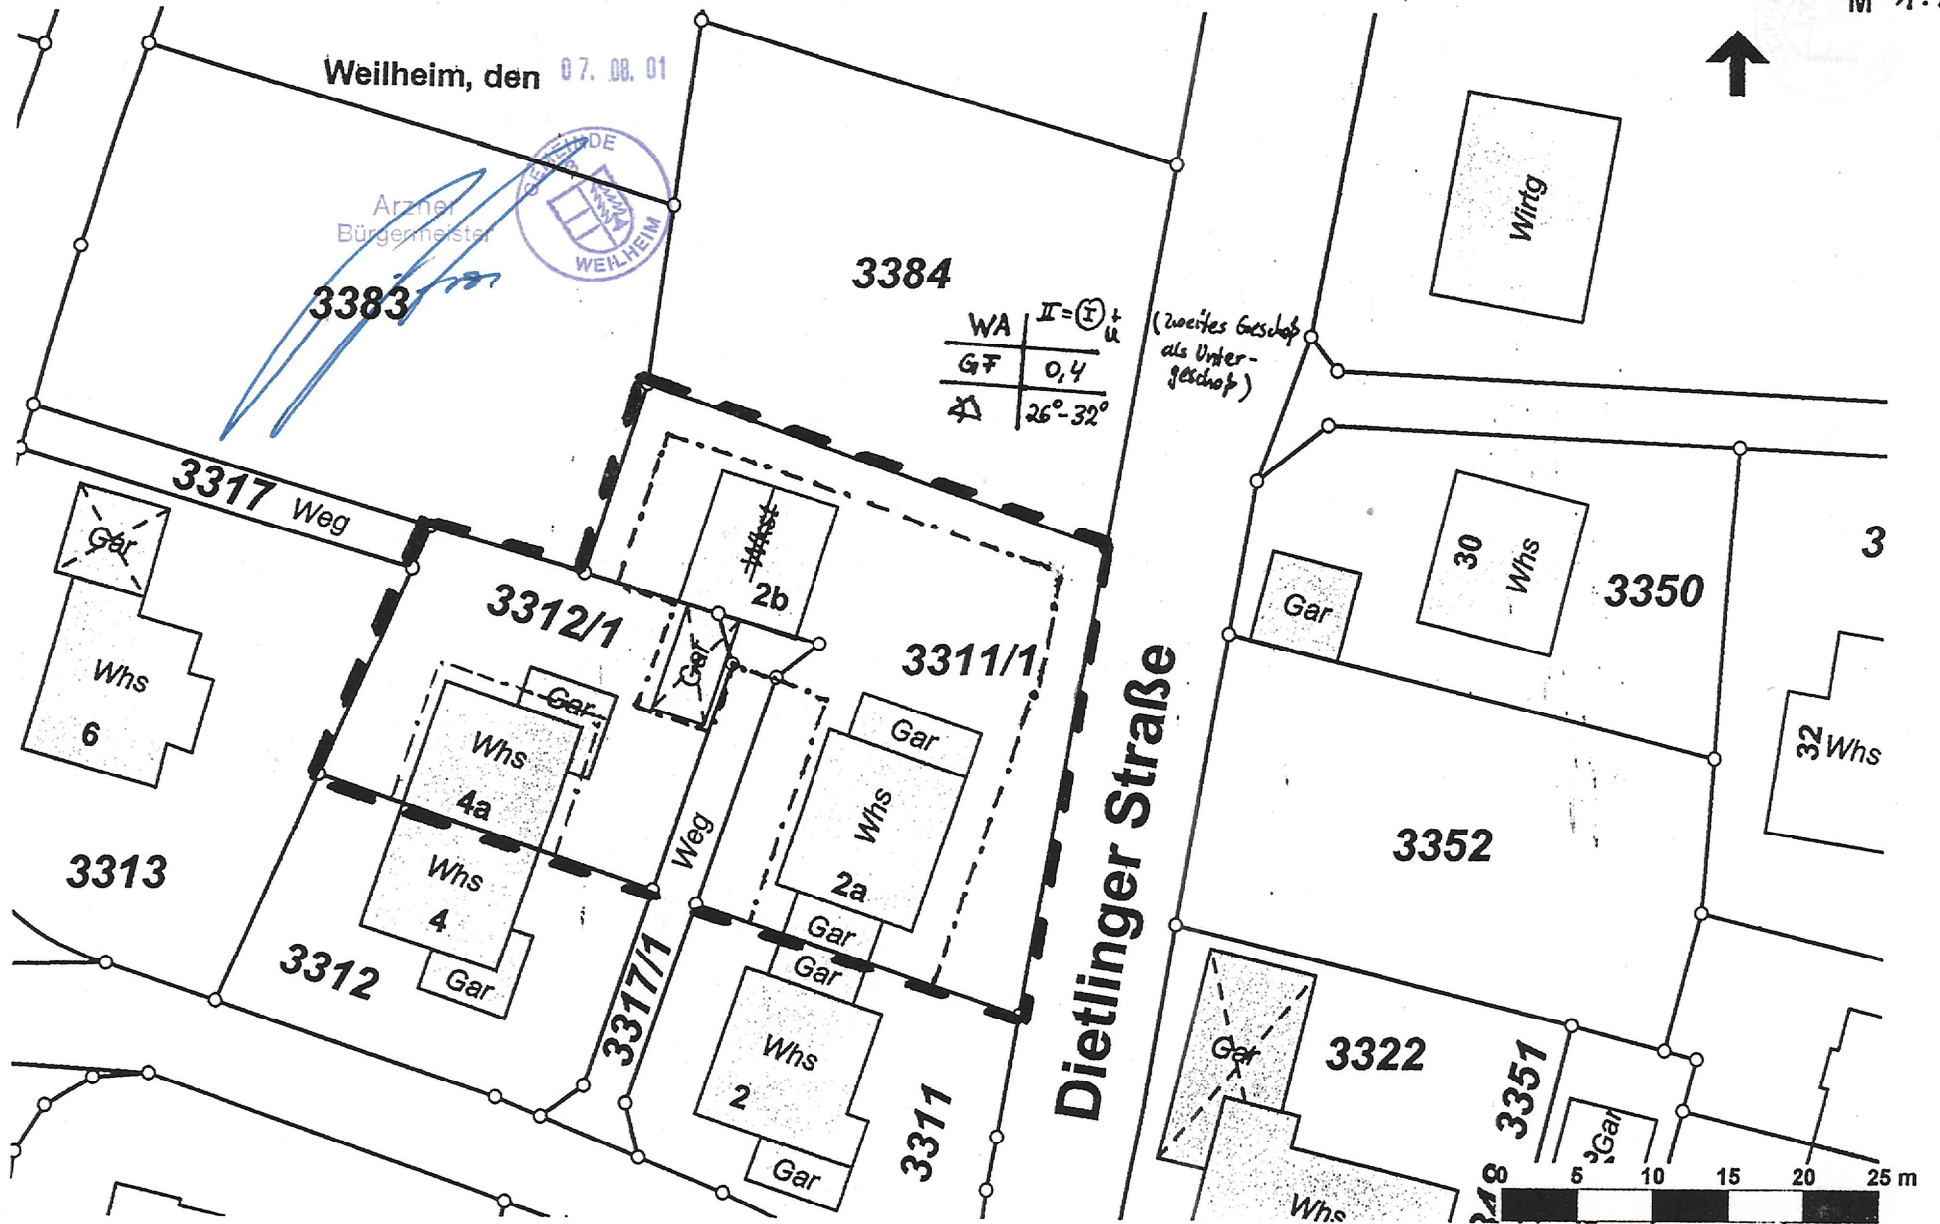 Weilheim, den 07. 08. 01
GEMEINDE
WEILHEIM
Arzner
Bürgermeister
3383
3384
WA II = I + U (zweites Geschoß
als Unter-
geschoß)
GF 0,4
26°-32°
Wirtg
3317 Weg
Gar
Whs
6
3312/1
Wkst
2b
Gar
3311/1
Gar
30
Whs
3350
3
Gar
Whs
4a
Gar
Whs
2a
Gar
Gar
Weg
Dietlinger Straße
32
Whs
3352
3313
Whs
4
Gar
3312
3317/1
Whs
2
Gar
3311
Gar
3322
3351
Gar
Whs
0 5 10 15 20 25 m